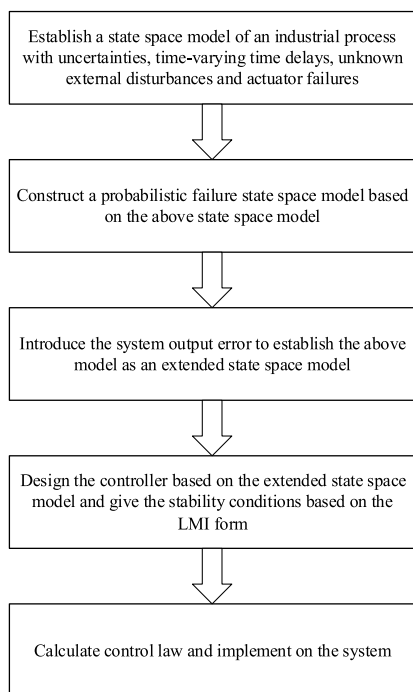 Establish a state space model of an industrial process
with uncertainties, time-varying time delays, unknown
external disturbances and actuator failures
Construct a probabilistic failure state space model based
on the above state space model
Introduce the system output error to establish the above
model as an extended state space model
Design the controller based on the extended state space
model and give the stability conditions based on the
LMI form
Calculate control law and implement on the system